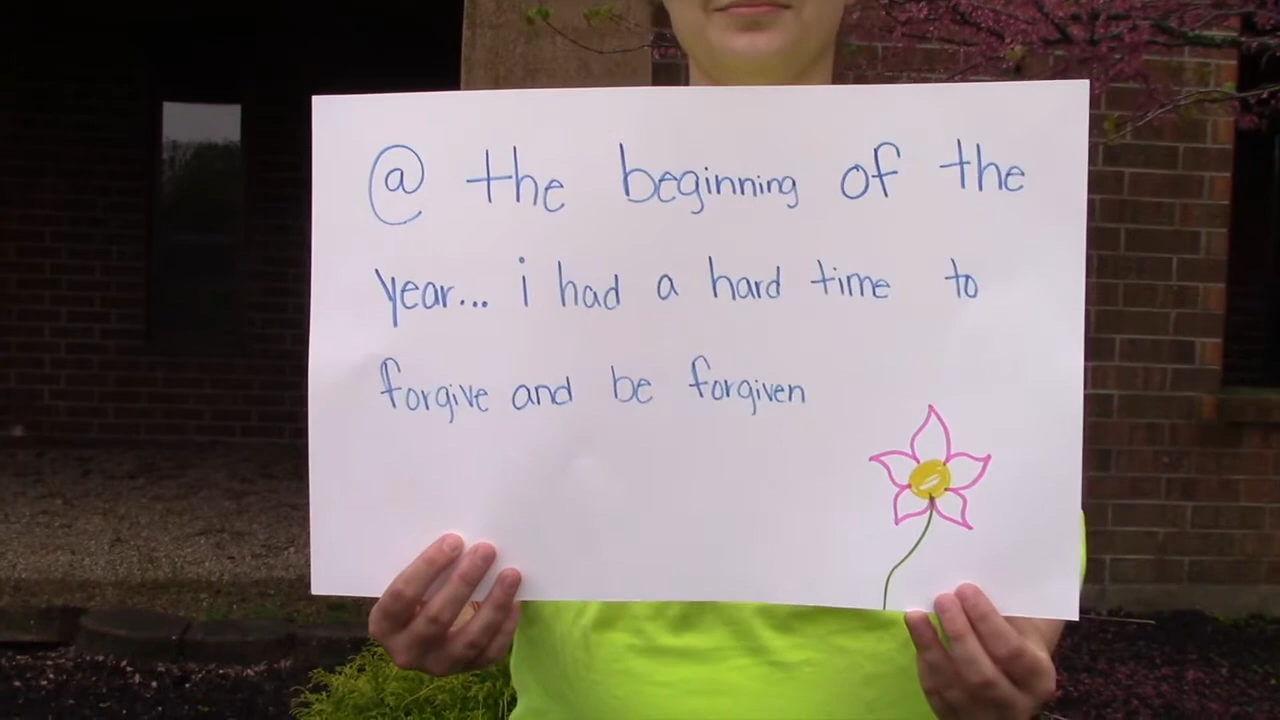 @ the beginning of the
year... i had a hard time to
forgive and be forgiven